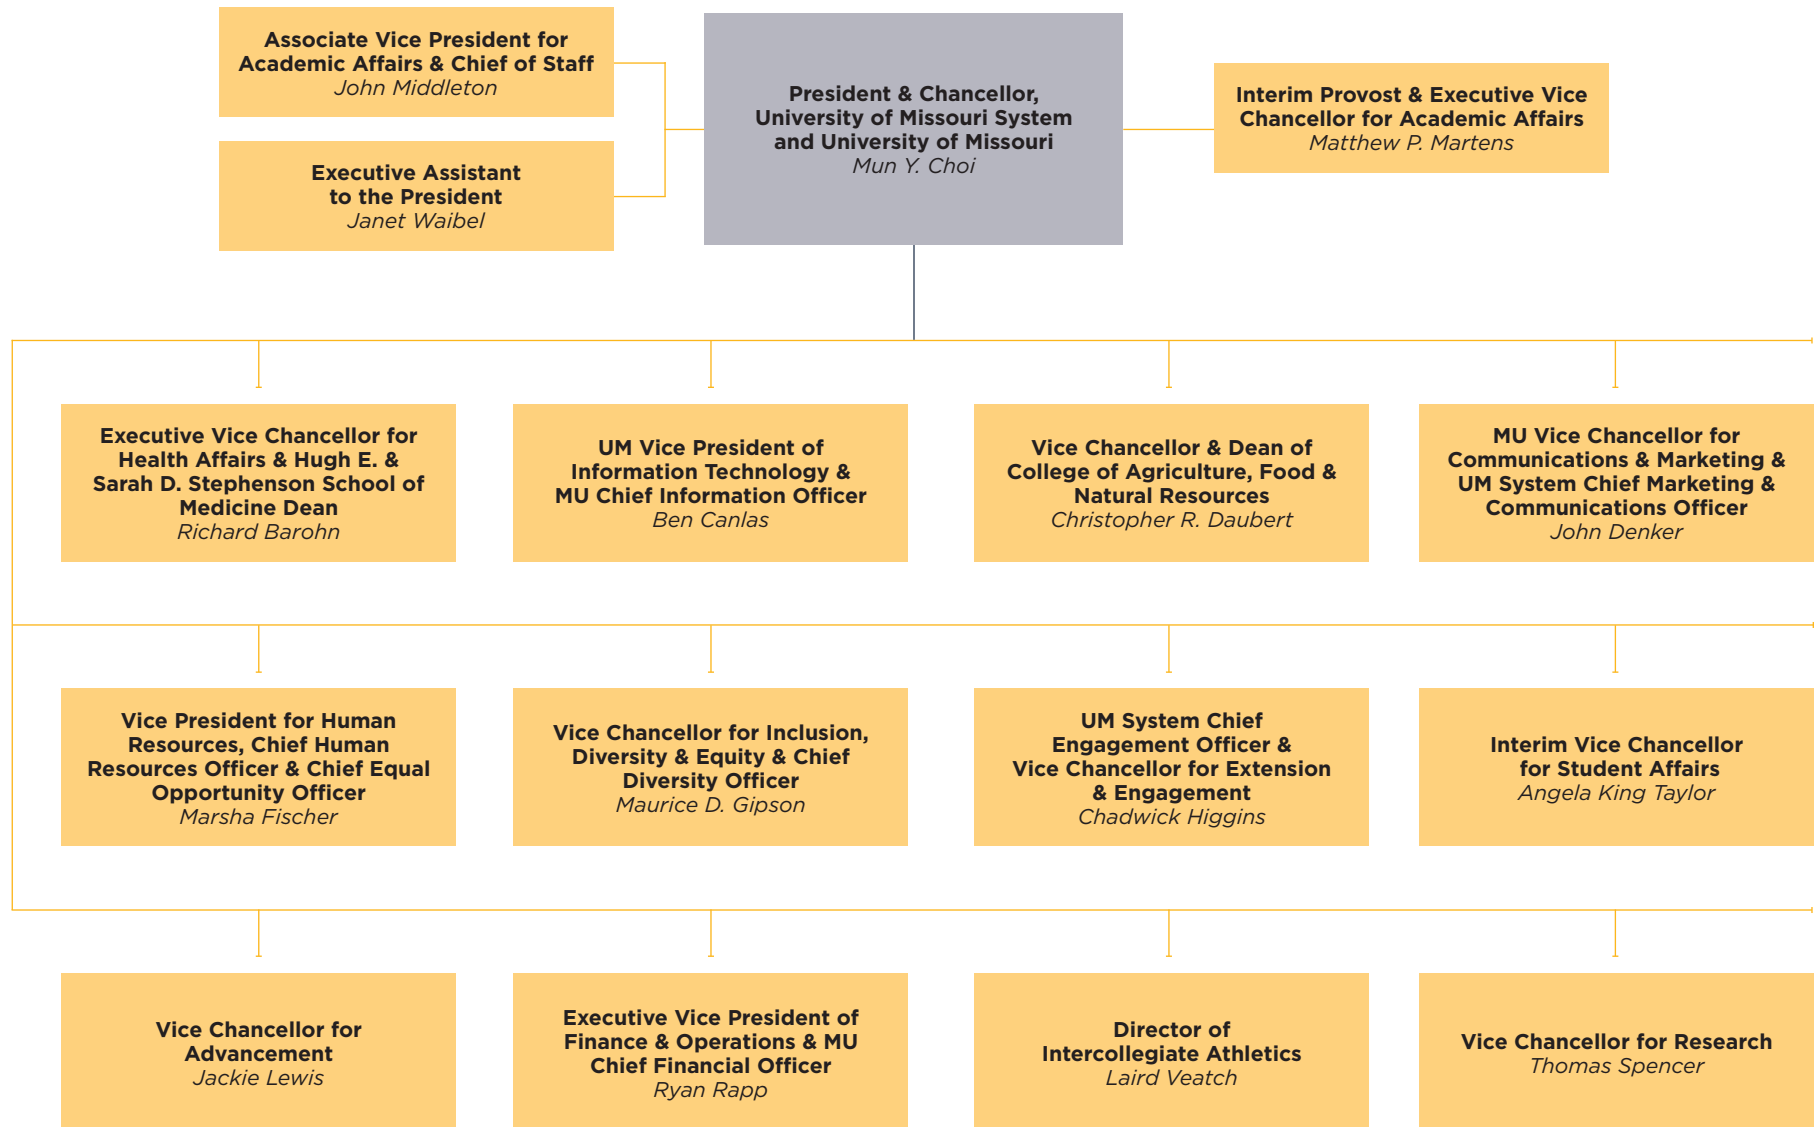 Associate Vice President for
Academic Affairs & Chief of Staff
John Middleton
Executive Assistant
to the President
Janet Waibel
President & Chancellor,
University of Missouri System
and University of Missouri
Mun Y. Choi
Interim Provost & Executive Vice
Chancellor for Academic Affairs
Matthew P. Martens
Executive Vice Chancellor for
Health Affairs & Hugh E. &
Sarah D. Stephenson School of
Medicine Dean
Richard Barohn
UM Vice President of
Information Technology &
MU Chief Information Officer
Ben Canlas
Vice Chancellor & Dean of
College of Agriculture, Food &
Natural Resources
Christopher R. Daubert
MU Vice Chancellor for
Communications & Marketing &
UM System Chief Marketing &
Communications Officer
John Denker
Vice President for Human
Resources, Chief Human
Resources Officer & Chief Equal
Opportunity Officer
Marsha Fischer
Vice Chancellor for Inclusion,
Diversity & Equity & Chief
Diversity Officer
Maurice D. Gipson
UM System Chief
Engagement Officer &
Vice Chancellor for Extension
& Engagement
Chadwick Higgins
Interim Vice Chancellor
for Student Affairs
Angela King Taylor
Vice Chancellor for
Advancement
Jackie Lewis
Executive Vice President of
Finance & Operations & MU
Chief Financial Officer
Ryan Rapp
Director of
Intercollegiate Athletics
Laird Veatch
Vice Chancellor for Research
Thomas Spencer